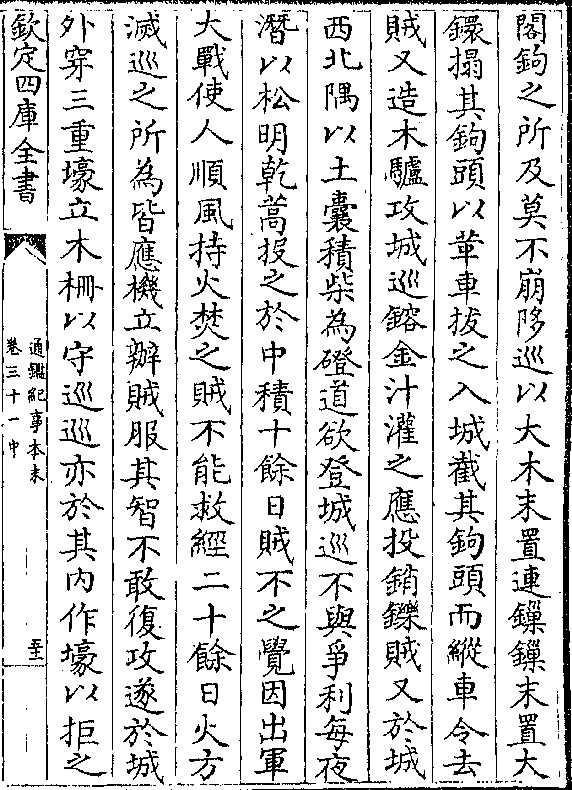 閣鉤之所及莫不崩陊巡以大木末置連鏁鏁末置大
鐶搨其鉤頭以革車拔之入城截其鉤頭而縱車令去
賊又造木驢攻城巡鎔金汁灌之應投銷鑠賊又於城
西北隅以土囊積柴為磴道欲登城巡不與爭利每夜
潛以松明乾蒿投之於中積十餘日賊不之覺因出軍
大戰使人順風持火焚之賊不能救經二十餘日火方
滅巡之所為皆應機立辦賊服其智不敢復攻遂於城
外穿三重壕立木柵以守巡巡亦於其內作壕以拒之
欽定四庫全書
通鑑紀事本末
卷三十一中
至